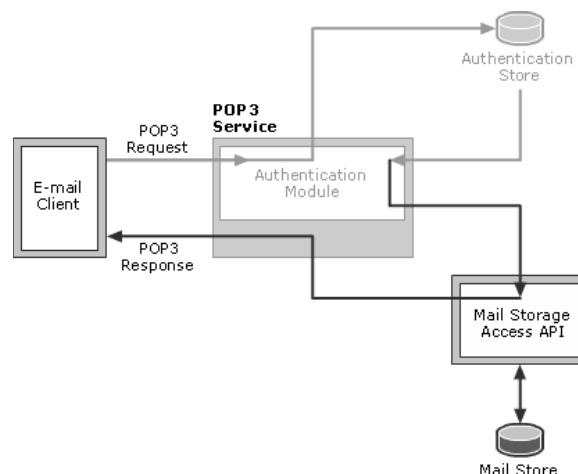 Authentication
Store
POP3
Service
POP3
Request
E-mail
Client
Authentication
Module
POP3
Response
Mail Storage
Access API
Mail Store